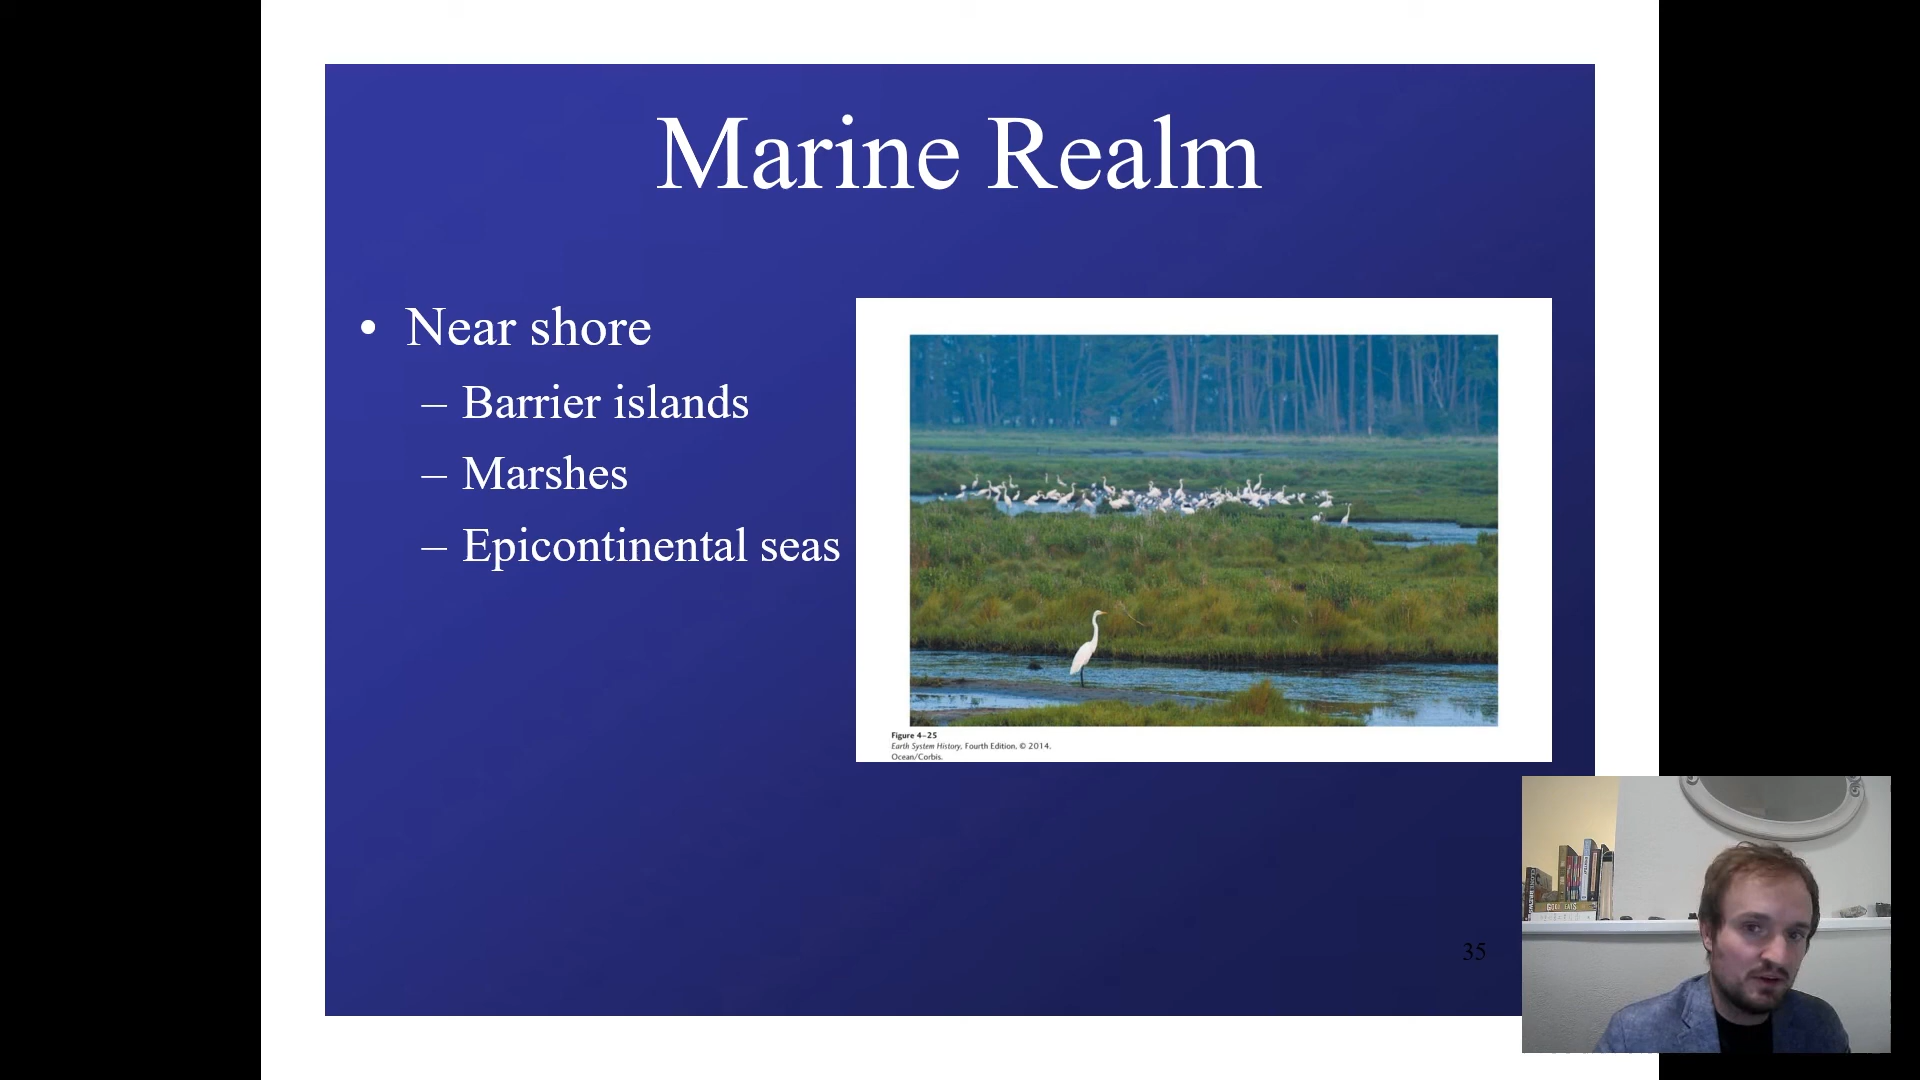 Marine Realm
• Near shore
– Barrier islands
– Marshes
– Epicontinental seas
Figure 4–25
Earth System History, Fourth Edition, © 2014.
Ocean/Corbis.
35